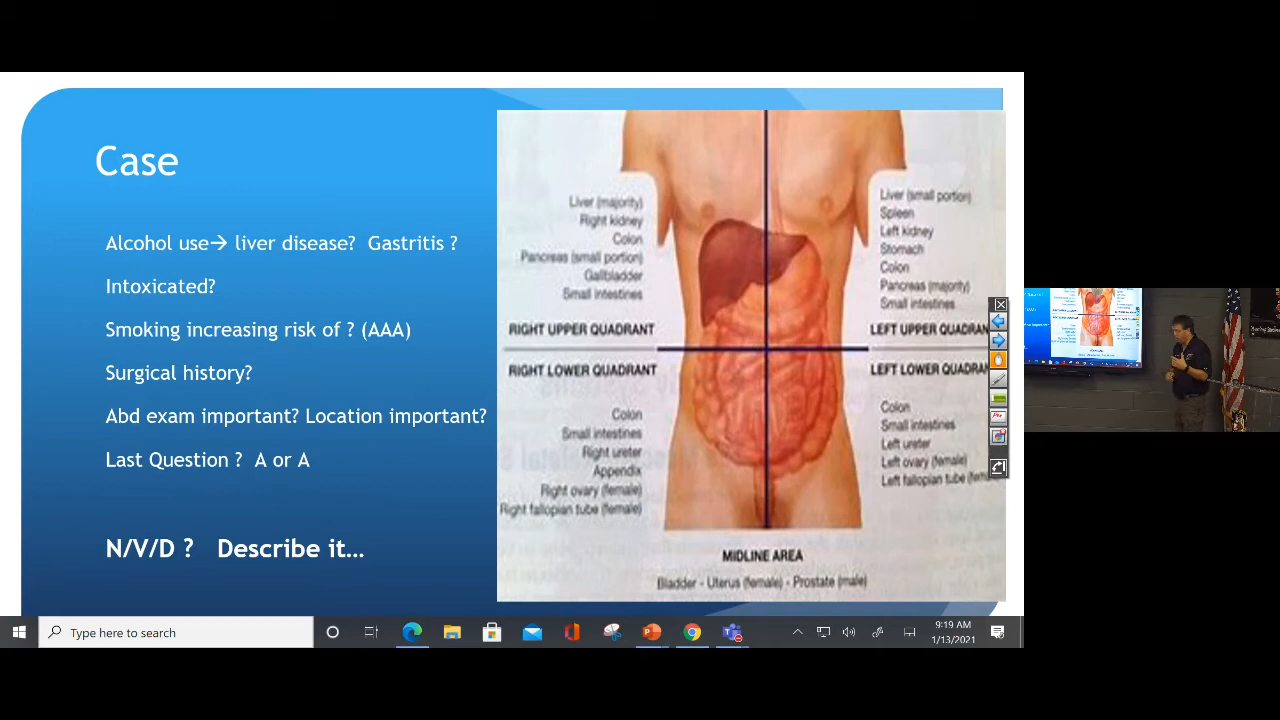 Case
Alcohol use→ liver disease?  Gastritis ?
Intoxicated?
Smoking increasing risk of ? (AAA)
Surgical history?
Abd exam important? Location important?
Last Question ?  A or A
N/V/D ?   Describe it…
Liver (majority)
Right kidney
Colon
Pancreas (small portion)
Gallbladder
Small intestines
RIGHT UPPER QUADRANT
RIGHT LOWER QUADRANT
Colon
Small intestines
Right ureter
Appendix
Right ovary (female)
Right fallopian tube (female)
Liver (small portion)
Spleen
Left kidney
Stomach
Colon
Pancreas (majority)
Small intestines
LEFT UPPER QUADRAN
LEFT LOWER QUADRAN
Colon
Small intestines
Left ureter
Left ovary (female)
Left fallopian tube (fem
MIDLINE AREA
Bladder - Uterus (female) - Prostate (male)
Type here to search
9:19 AM
1/13/2021